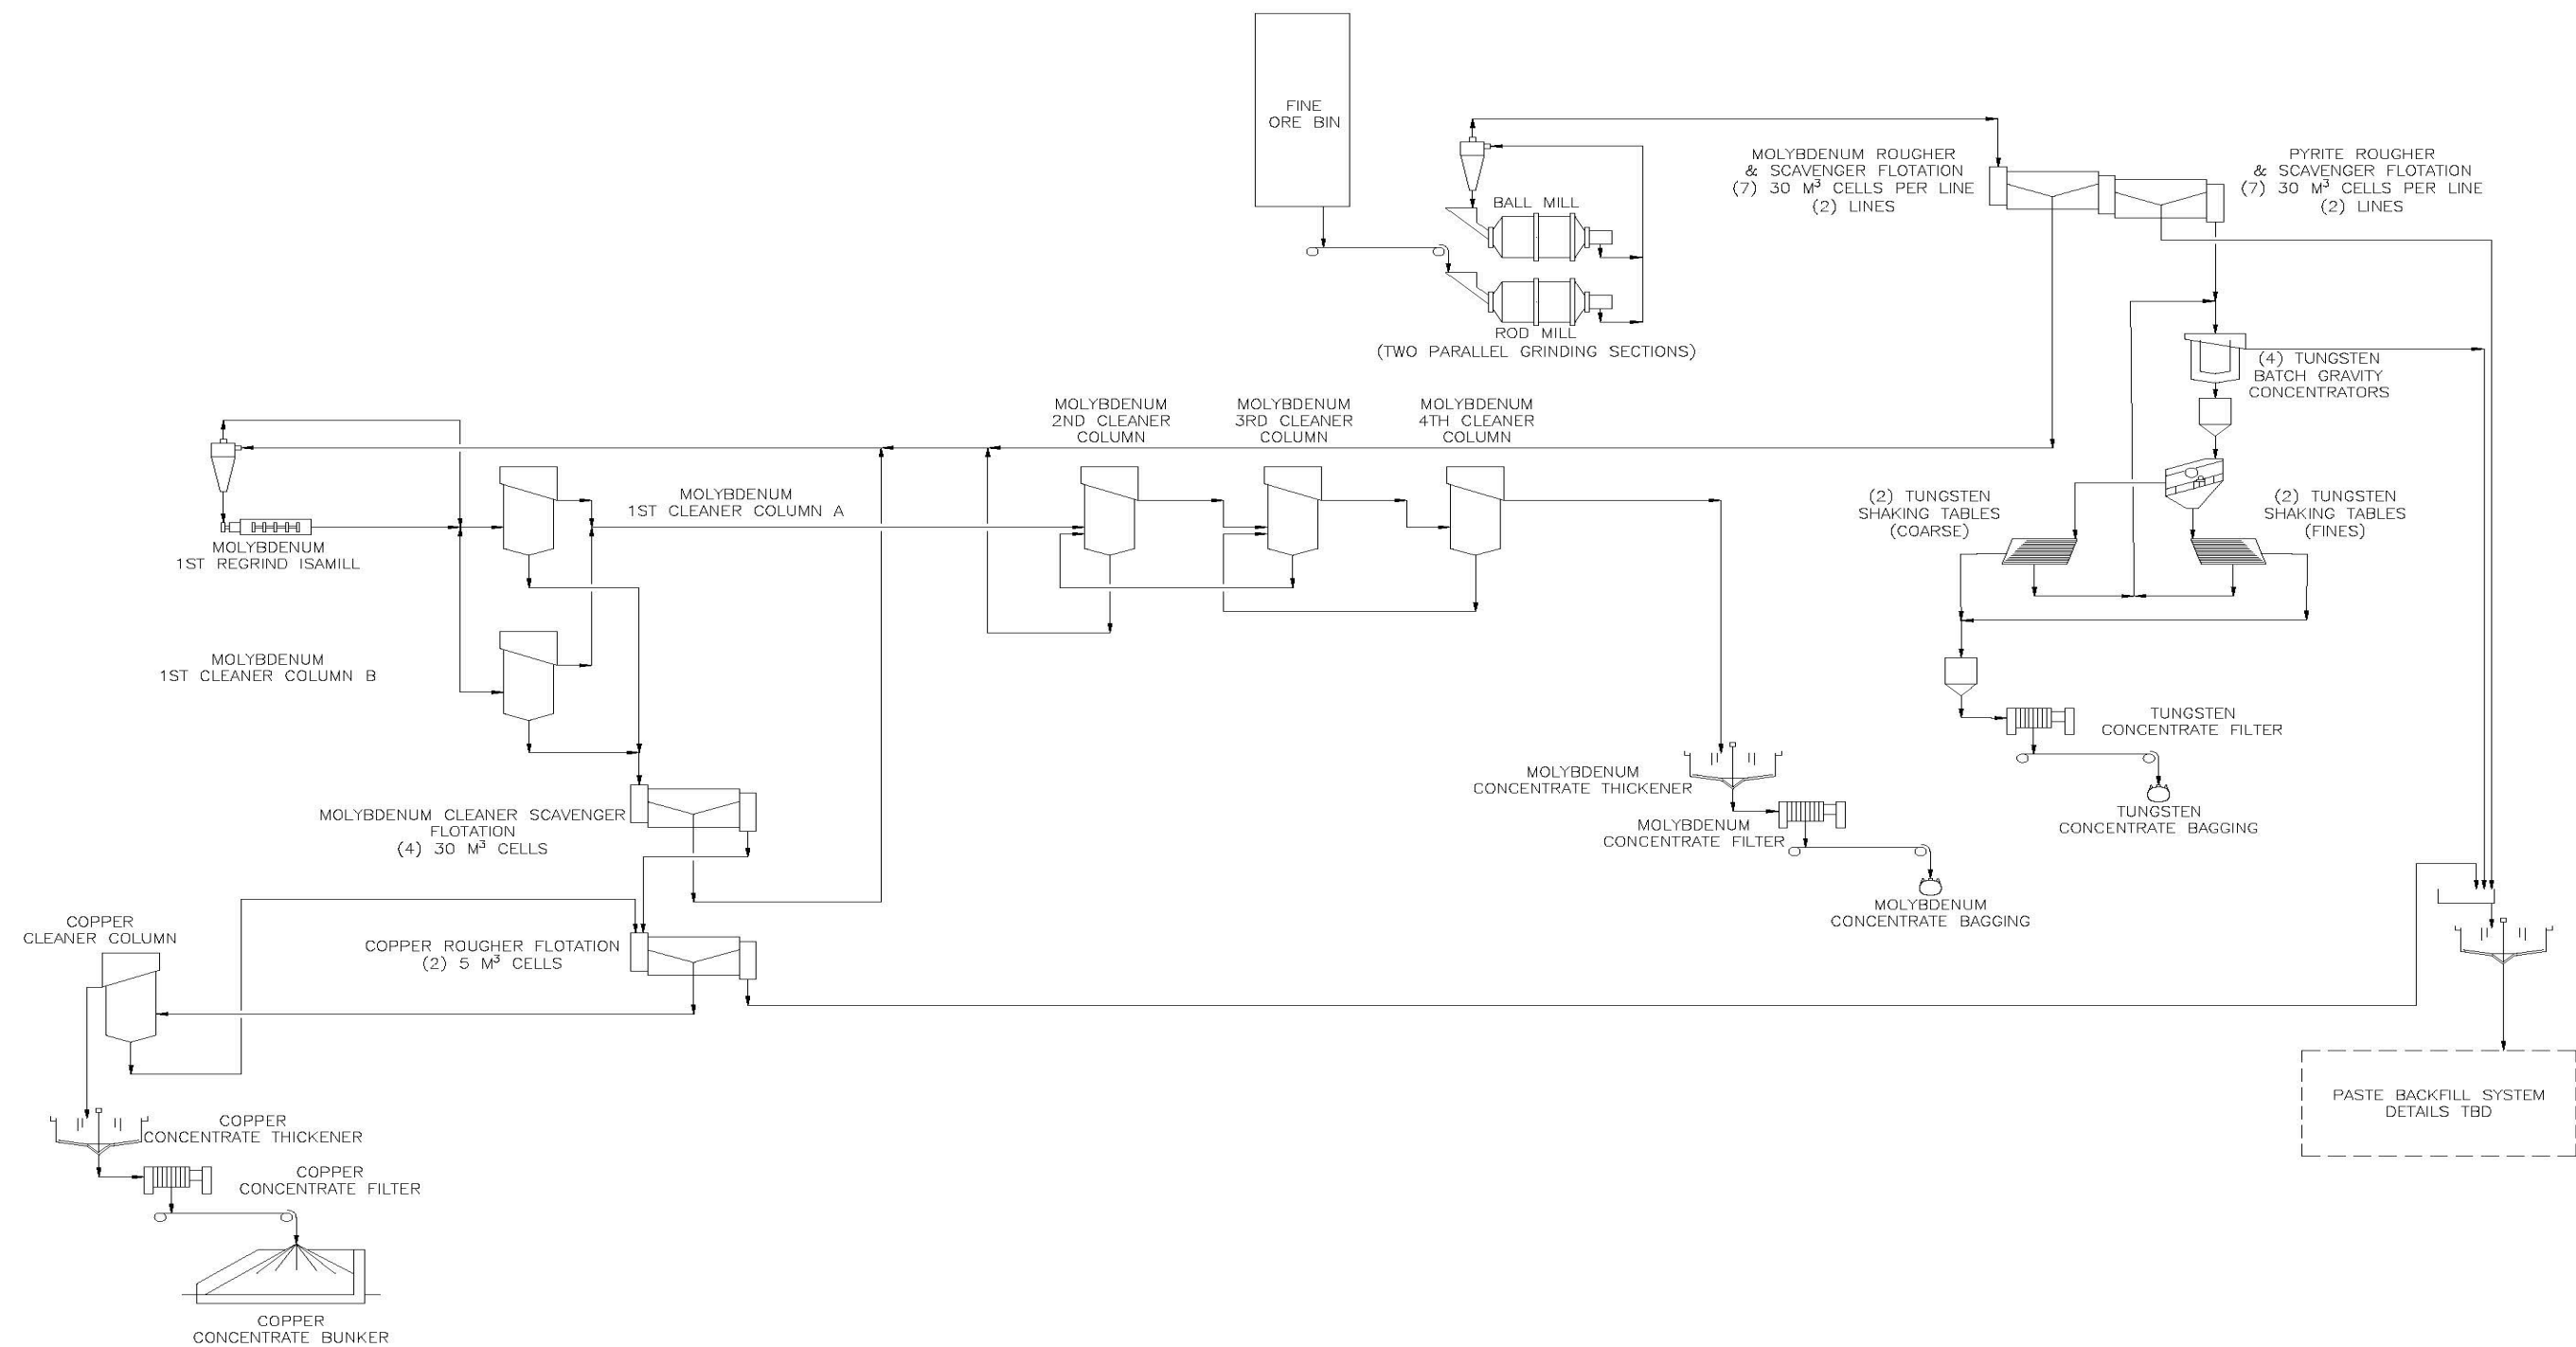 FINE
ORE BIN
MOLYBDENUM ROUGHER
& SCAVENGER FLOTATION
(7) 30 M³ CELLS PER LINE
(2) LINES
PYRITE ROUGHER
& SCAVENGER FLOTATION
(7) 30 M³ CELLS PER LINE
(2) LINES
BALL MILL
ROD MILL
(TWO PARALLEL GRINDING SECTIONS)
(4) TUNGSTEN
BATCH GRAVITY
CONCENTRATORS
MOLYBDENUM
2ND CLEANER
COLUMN
MOLYBDENUM
3RD CLEANER
COLUMN
MOLYBDENUM
4TH CLEANER
COLUMN
MOLYBDENUM
1ST CLEANER COLUMN A
(2) TUNGSTEN
SHAKING TABLES
(COARSE)
(2) TUNGSTEN
SHAKING TABLES
(FINES)
MOLYBDENUM
1ST REGRIND ISAMILL
MOLYBDENUM
1ST CLEANER COLUMN B
TUNGSTEN
CONCENTRATE FILTER
MOLYBDENUM
CONCENTRATE THICKENER
TUNGSTEN
CONCENTRATE BAGGING
MOLYBDENUM CLEANER SCAVENGER
FLOTATION
(4) 30 M³ CELLS
MOLYBDENUM
CONCENTRATE FILTER
MOLYBDENUM
CONCENTRATE BAGGING
COPPER
CLEANER COLUMN
COPPER ROUGHER FLOTATION
(2) 5 M³ CELLS
PASTE BACKFILL SYSTEM
DETAILS TBD
COPPER
CONCENTRATE THICKENER
COPPER
CONCENTRATE FILTER
COPPER
CONCENTRATE BUNKER